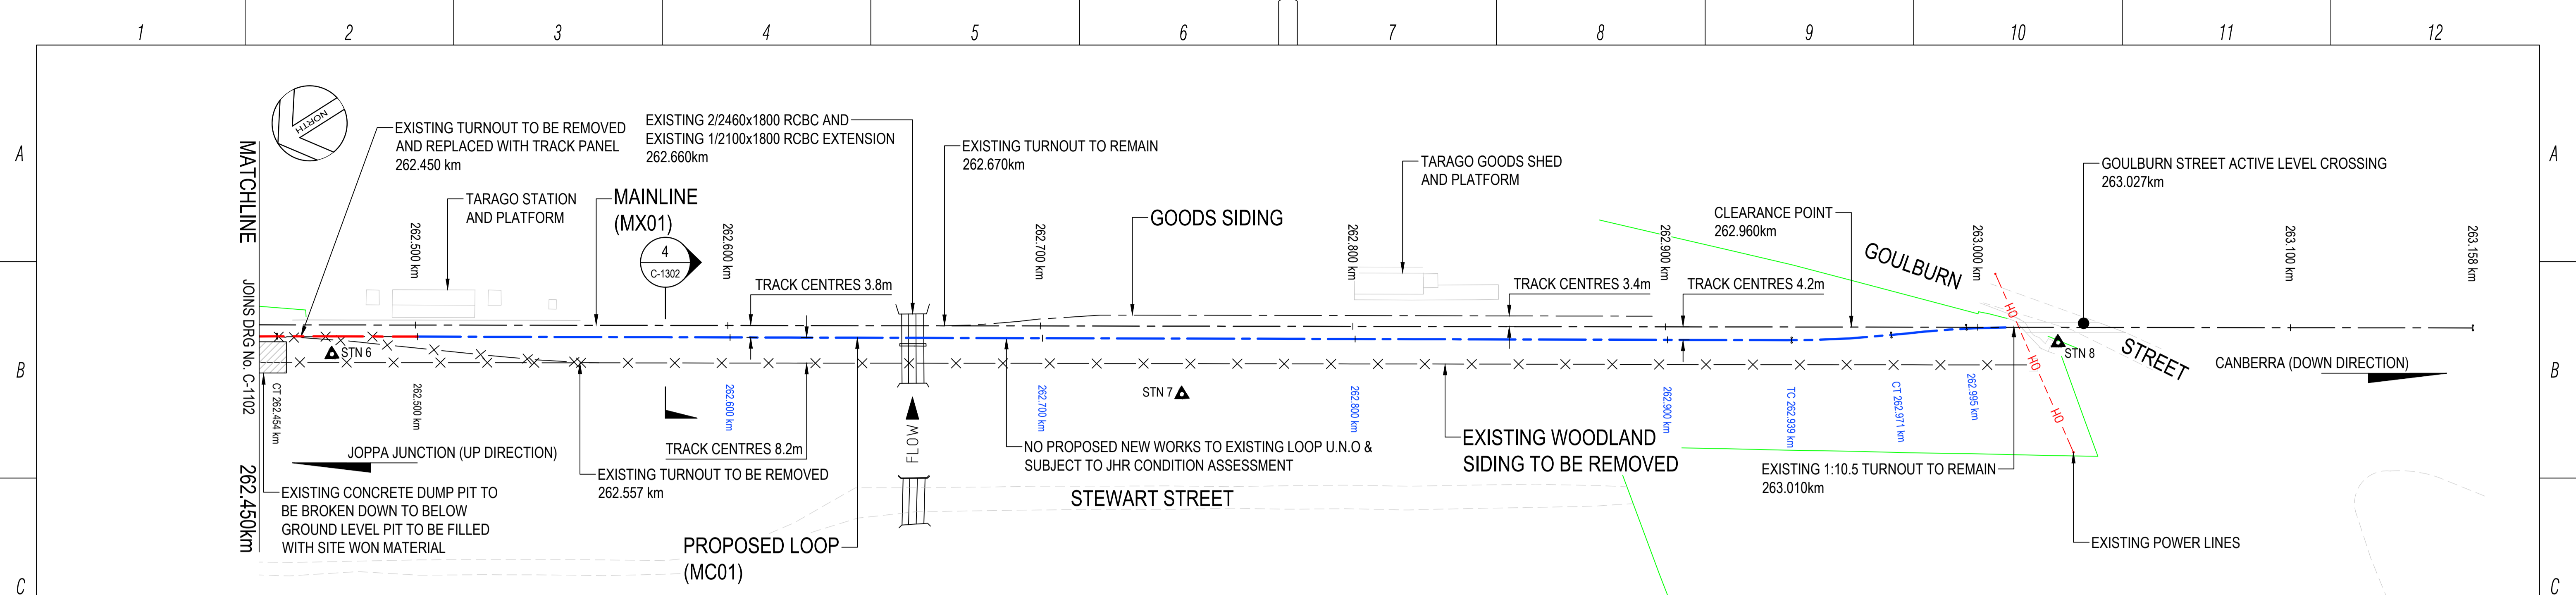 1
2
3
4
5
6
7
8
9
10
11
12
A
B
C
A
B
C
NORTH
MATCHLINE
JOINS DRG No. C-1102
262.450km
EXISTING TURNOUT TO BE REMOVED
AND REPLACED WITH TRACK PANEL
262.450 km
TARAGO STATION
AND PLATFORM
MAINLINE
(MX01)
4
C-1302
EXISTING 2/2460x1800 RCBC AND
EXISTING 1/2100x1800 RCBC EXTENSION
262.660km
EXISTING TURNOUT TO REMAIN
262.670km
GOODS SIDING
TARAGO GOODS SHED
AND PLATFORM
CLEARANCE POINT
262.960km
GOULBURN STREET ACTIVE LEVEL CROSSING
263.027km
262.500 km
262.600 km
262.700 km
262.800 km
262.900 km
263.000 km
263.100 km
263.158 km
TRACK CENTRES 3.8m
TRACK CENTRES 3.4m
TRACK CENTRES 4.2m
GOULBURN
STREET
OH
OH
OH
STN 6
STN 7
STN 8
CANBERRA (DOWN DIRECTION)
CT 262.454 km
262.500 km
262.600 km
262.700 km
262.800 km
262.900 km
TC 262.939 km
CT 262.971 km
262.995 km
JOPPA JUNCTION (UP DIRECTION)
TRACK CENTRES 8.2m
FLOW
EXISTING TURNOUT TO BE REMOVED
262.557 km
NO PROPOSED NEW WORKS TO EXISTING LOOP U.N.O &
SUBJECT TO JHR CONDITION ASSESSMENT
EXISTING WOODLAND
SIDING TO BE REMOVED
EXISTING 1:10.5 TURNOUT TO REMAIN
263.010km
EXISTING CONCRETE DUMP PIT TO
BE BROKEN DOWN TO BELOW
GROUND LEVEL PIT TO BE FILLED
WITH SITE WON MATERIAL
STEWART STREET
PROPOSED LOOP
(MC01)
EXISTING POWER LINES